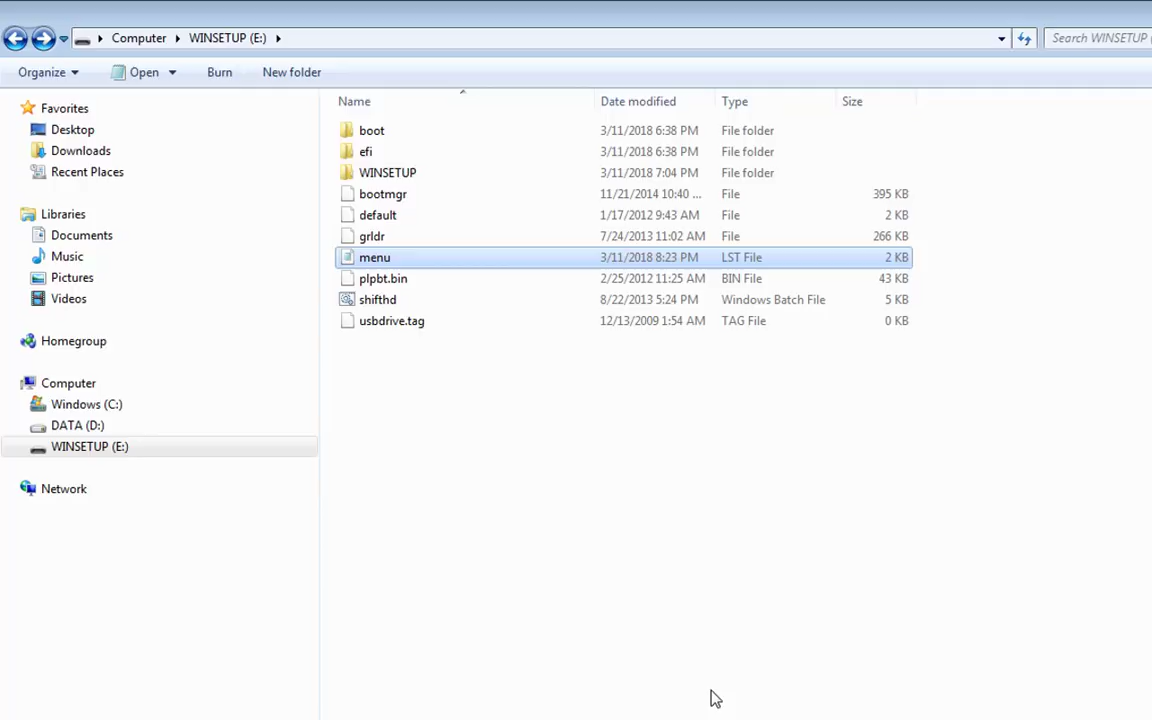 Computer WINSETUP (E:) Search WINSETUP (
Organize Open Burn New folder
Name Date modified Type Size
Favorites
Desktop
Downloads
Recent Places
Libraries
Documents
Music
Pictures
Videos
Homegroup
Computer
Windows (C:)
DATA (D:)
WINSETUP (E:)
Network
boot 3/11/2018 6:38 PM File folder
efi 3/11/2018 6:38 PM File folder
WINSETUP 3/11/2018 7:04 PM File folder
bootmgr 11/21/2014 10:40 ... File 395 KB
default 1/17/2012 9:43 AM File 2 KB
grldr 7/24/2013 11:02 AM File 266 KB
menu 3/11/2018 8:23 PM LST File 2 KB
plpbt.bin 2/25/2012 11:25 AM BIN File 43 KB
shifthd 8/22/2013 5:24 PM Windows Batch File 5 KB
usbdrive.tag 12/13/2009 1:54 AM TAG File 0 KB